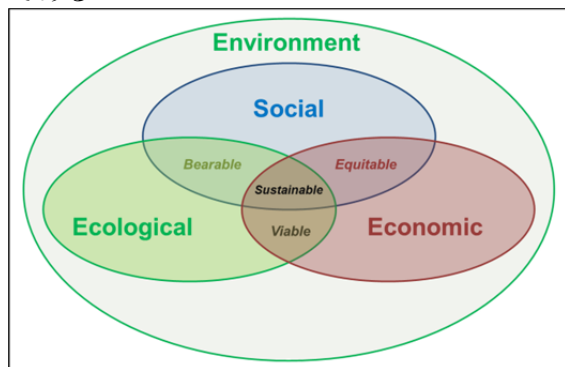 Environment
Social
Bearable
Equitable
Sustainable
Ecological
Viable
Economic